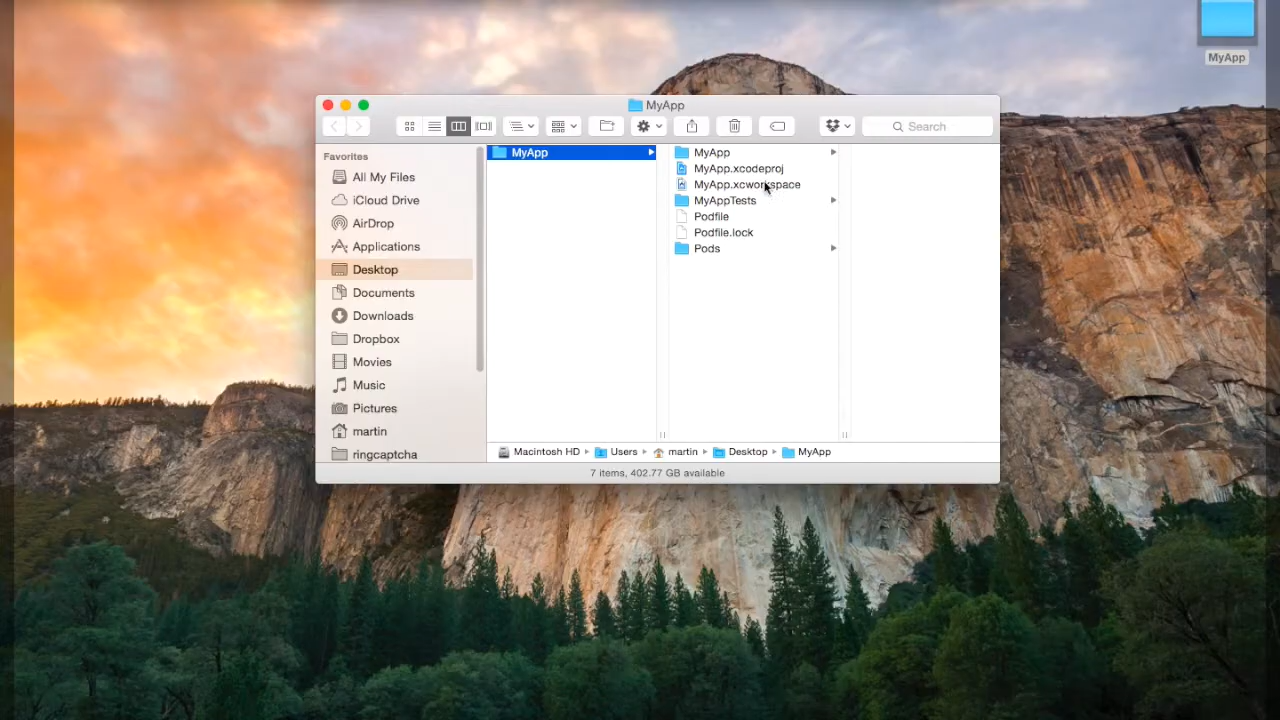 MyApp
MyApp
Search
Favorites
All My Files
iCloud Drive
AirDrop
Applications
Desktop
Documents
Downloads
Dropbox
Movies
Music
Pictures
martin
ringcaptcha
MyApp
MyApp
MyApp.xcodeproj
MyApp.xcworkspace
MyAppTests
Podfile
Podfile.lock
Pods
Macintosh HD Users martin Desktop MyApp
7 items, 402.77 GB available